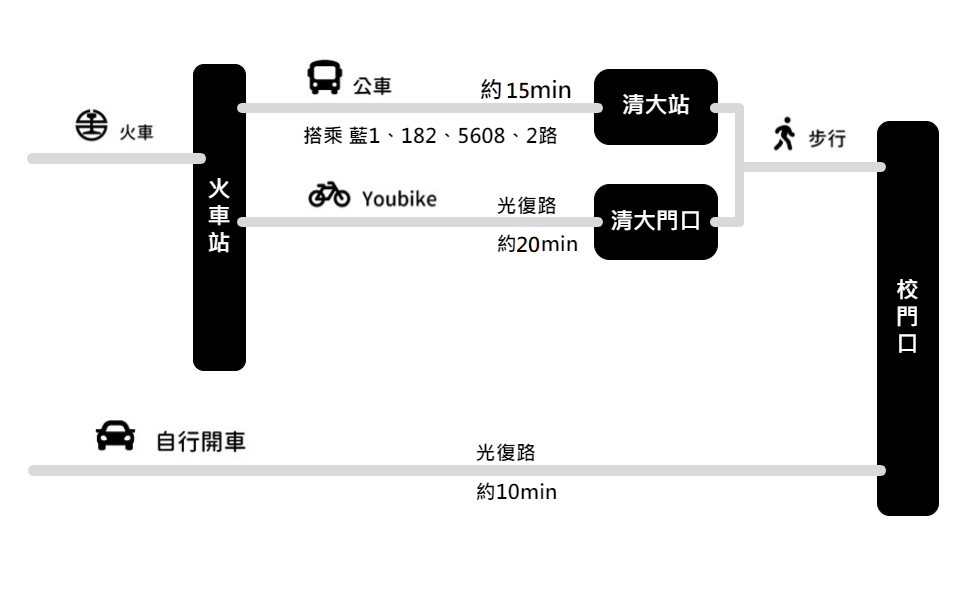 火車
火車站
公車
約15min
搭乘 藍1、182、5608、2路
清大站
Youbike
光復路
約20min
清大門口
步行
校門口
自行開車
光復路
約10min